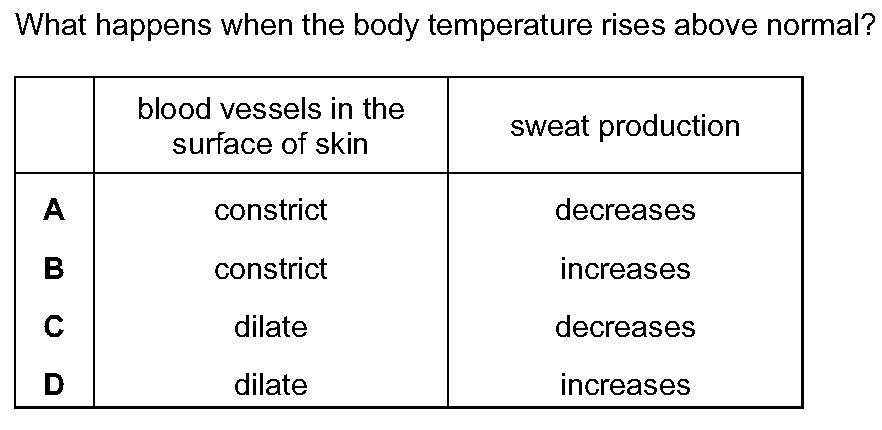 What happens when the body temperature rises above normal?
blood vessels in the
surface of skin
sweat production
A constrict decreases
B constrict increases
C dilate decreases
D dilate increases